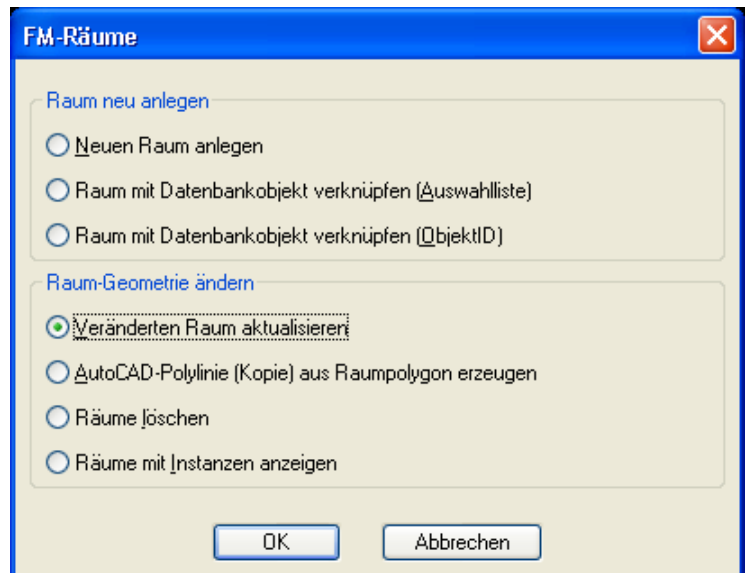 FM-Räume
Raum neu anlegen
Neuen Raum anlegen
Raum mit Datenbankobjekt verknüpfen (Auswahlliste)
Raum mit Datenbankobjekt verknüpfen (ObjektID)
Raum-Geometrie ändern
Veränderten Raum aktualisieren
AutoCAD-Polylinie (Kopie) aus Raumpolygon erzeugen
Räume löschen
Räume mit Instanzen anzeigen
OK Abbrechen